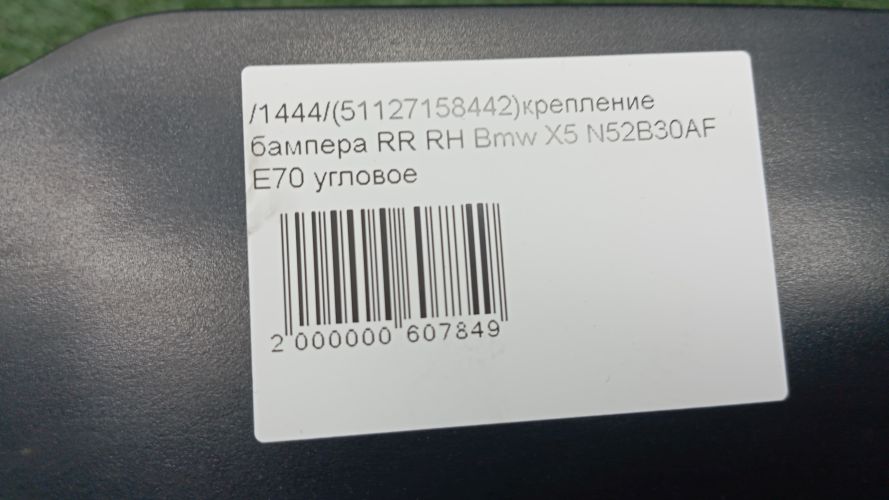 /1444/(51127158442)крепление
бампера RR RH Bmw X5 N52B30AF
E70 угловое
2 000000 607849